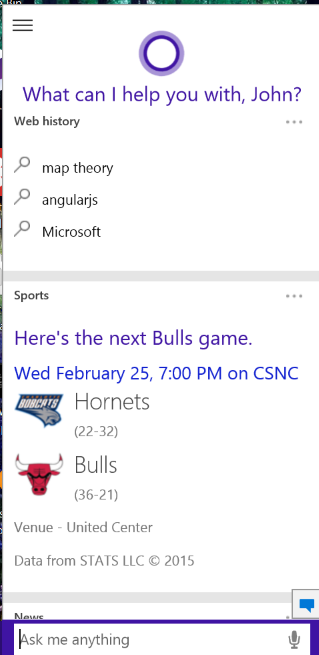 Bin
What can I help you with, John?
Web history
map theory
angularjs
Microsoft
Sports
Here's the next Bulls game.
Wed February 25, 7:00 PM on CSNC
BOBCATS
Hornets
(22-32)
Bulls
(36-21)
Venue - United Center
Data from STATS LLC © 2015
News
Ask me anything